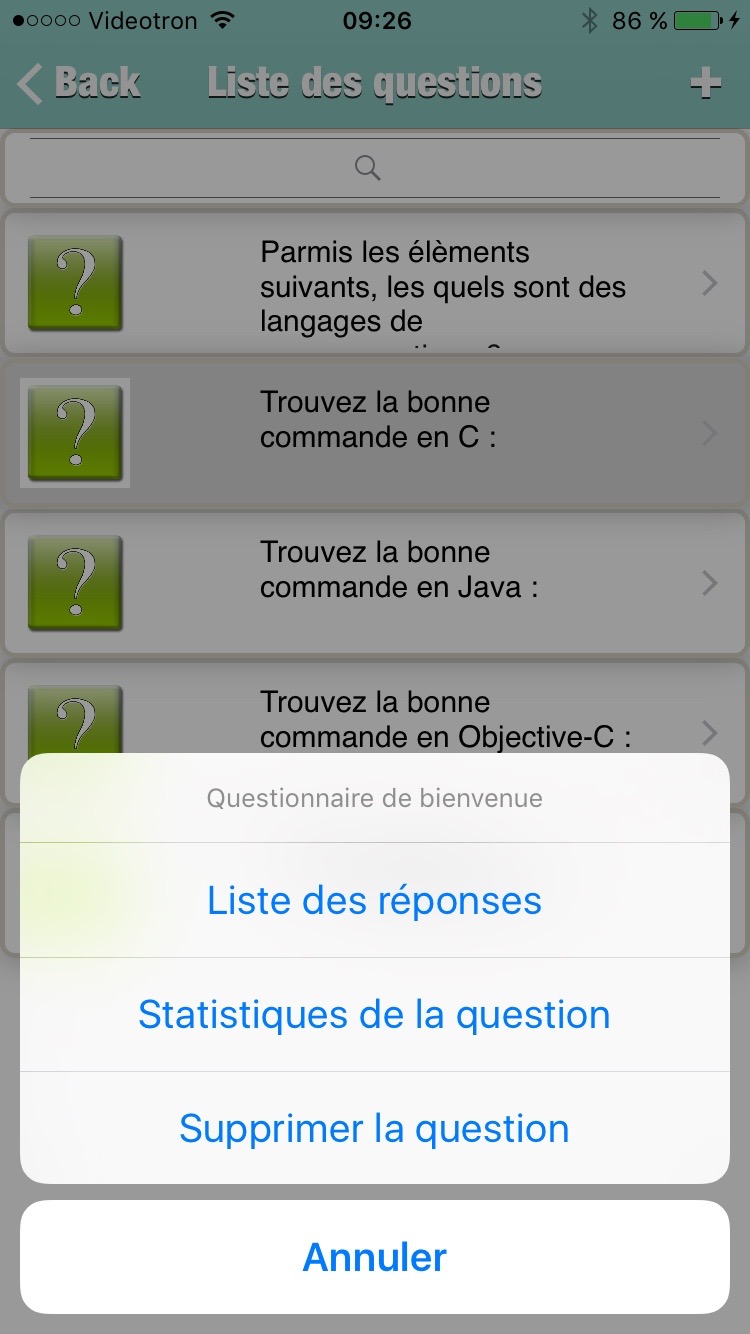 Videotron
09:26
86 %
Back
Liste des questions
Parmis les élèments
suivants, les quels sont des
langages de
?
Trouvez la bonne
commande en C :
?
Trouvez la bonne
commande en Java :
?
Trouvez la bonne
commande en Objective-C :
?
Questionnaire de bienvenue
Liste des réponses
Statistiques de la question
Supprimer la question
Annuler